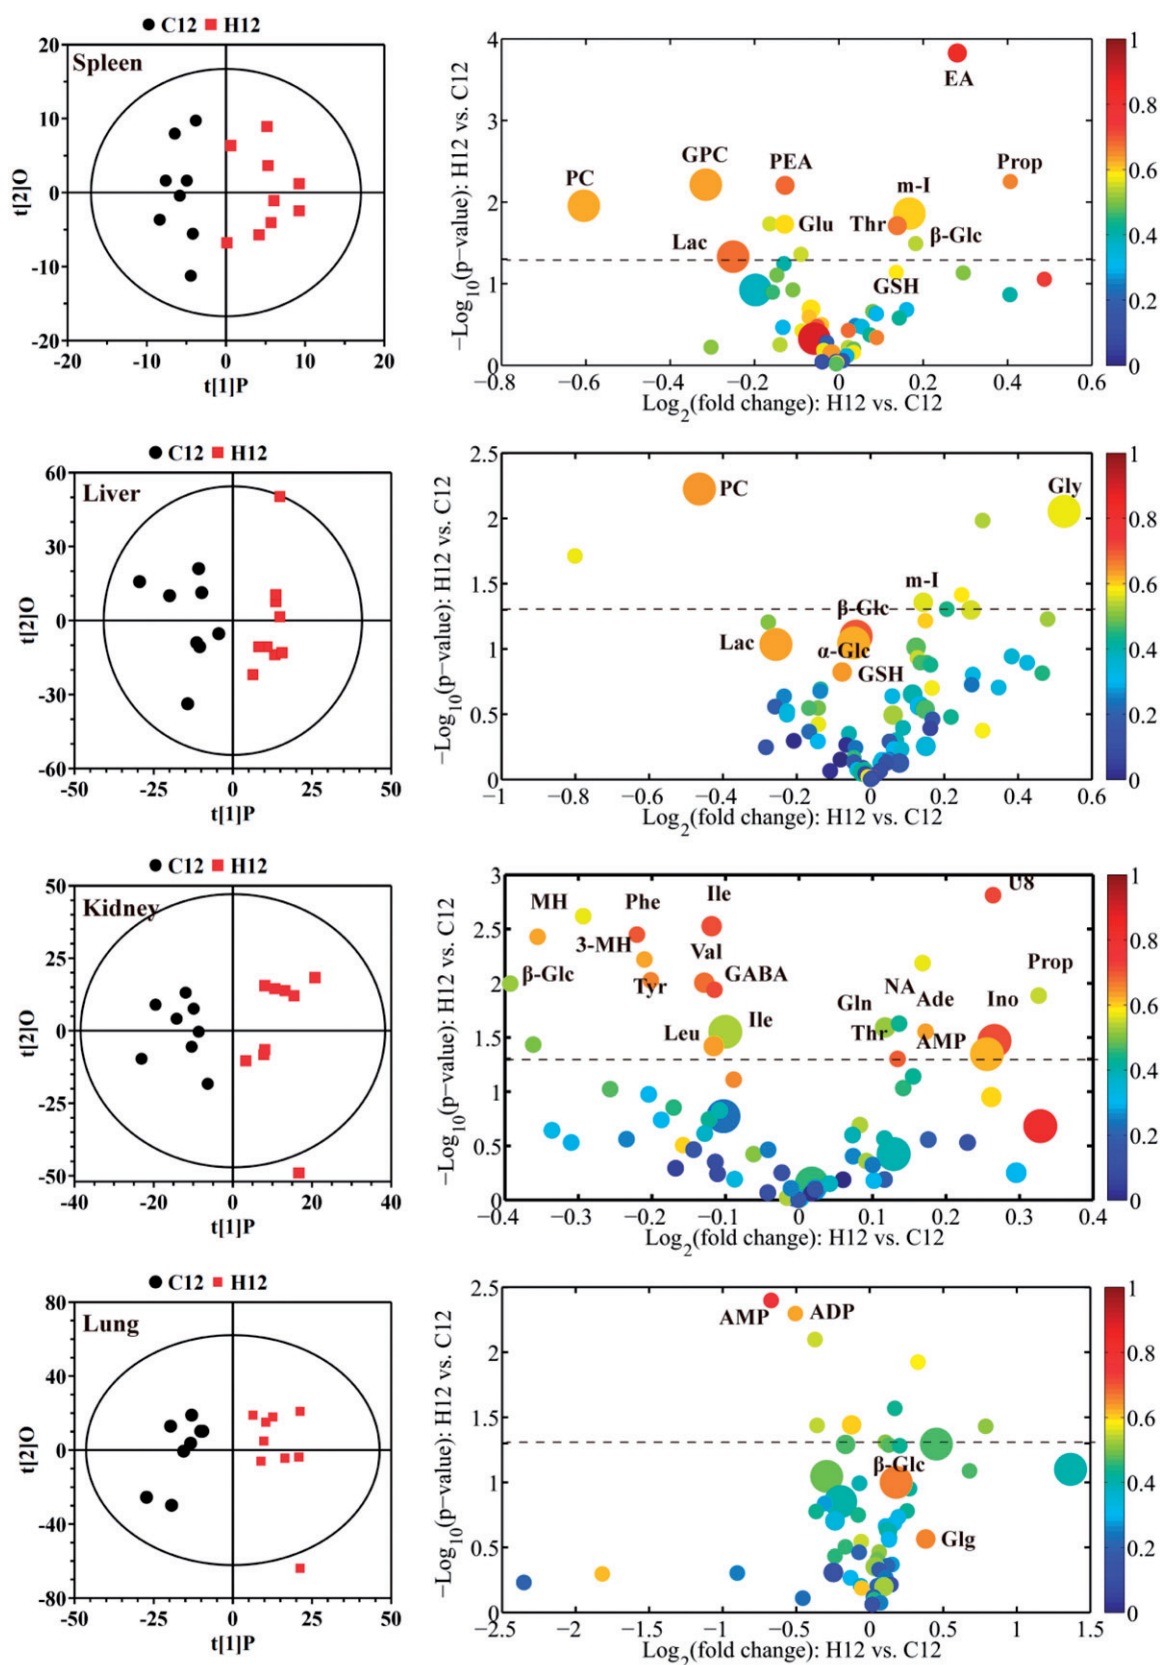 C12 H12
Spleen
20
10
0
-10
-20
-20 -10 0 10 20
t[2]O
t[1]P
−Log10(p−value): H12 vs. C12
4
3
2
1
0
EA
PC
GPC
PEA
Prop
m-I
Glu
Thr
β-Glc
Lac
GSH
−0.8 −0.6 −0.4 −0.2 0 0.2 0.4 0.6
Log2(fold change): H12 vs. C12
1
0.8
0.6
0.4
0.2
0
C12 H12
Liver
60
30
0
-30
-60
-50 -25 0 25 50
t[2]O
t[1]P
−Log10(p−value): H12 vs. C12
2.5
2
1.5
1
0.5
0
PC
Gly
m-I
β-Glc
Lac
α-Glc
GSH
−1 −0.8 −0.6 −0.4 −0.2 0 0.2 0.4 0.6
Log2(fold change): H12 vs. C12
1
0.8
0.6
0.4
0.2
0
C12 H12
Kidney
50
25
0
-25
-50
-40 -20 0 20 40
t[2]O
t[1]P
−Log10(p−value): H12 vs. C12
3
2.5
2
1.5
1
0.5
0
U8
MH
Phe
Ile
3-MH
Val
β-Glc
Tyr
GABA
Prop
NA
Gln
Ade
Ino
Leu
Ile
Thr
AMP
−0.4 −0.3 −0.2 −0.1 0 0.1 0.2 0.3 0.4
Log2(fold change): H12 vs. C12
1
0.8
0.6
0.4
0.2
0
C12 H12
Lung
80
40
0
-40
-80
-50 -25 0 25 50
t[2]O
t[1]P
−Log10(p−value): H12 vs. C12
2.5
2
1.5
1
0.5
0
AMP
ADP
β-Glc
Glg
−2.5 −2 −1.5 −1 −0.5 0 0.5 1 1.5
Log2(fold change): H12 vs. C12
1
0.8
0.6
0.4
0.2
0